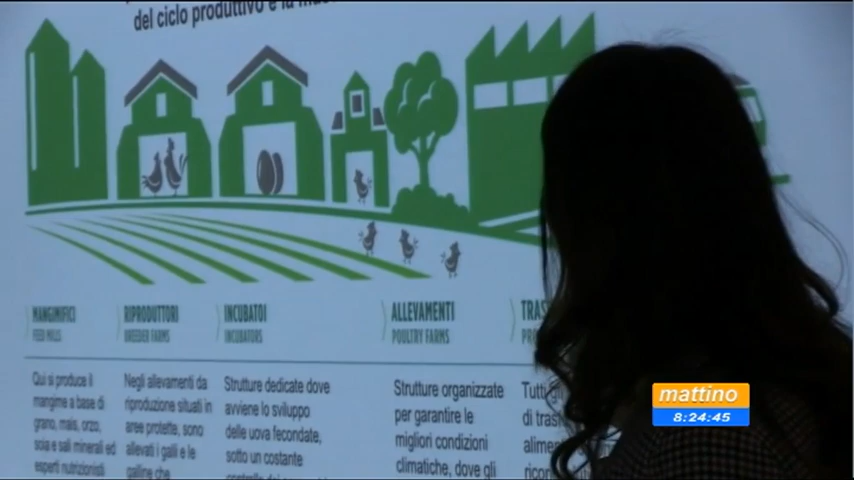 del ciclo produttivo e la
MANGIMIFICI
FEED MILLS
RIPRODUTTORI
BREEDER FARMS
INCUBATOI
INCUBATORS
ALLEVAMENTI
POULTRY FARMS
Qui si produce il
mangime a base di
grano, mais, orzo,
soia e sali minerali ed
esperti nutrizionisti
Negli allevamenti da
riproduzione situati in
aree protette, sono
allevati i galli e le
galline che
Strutture dedicate dove
avviene lo sviluppo
delle uova fecondate,
sotto un costante
Strutture organizzate
per garantire le
migliori condizioni
climatiche, dove gli
di
mattino
8:24:45